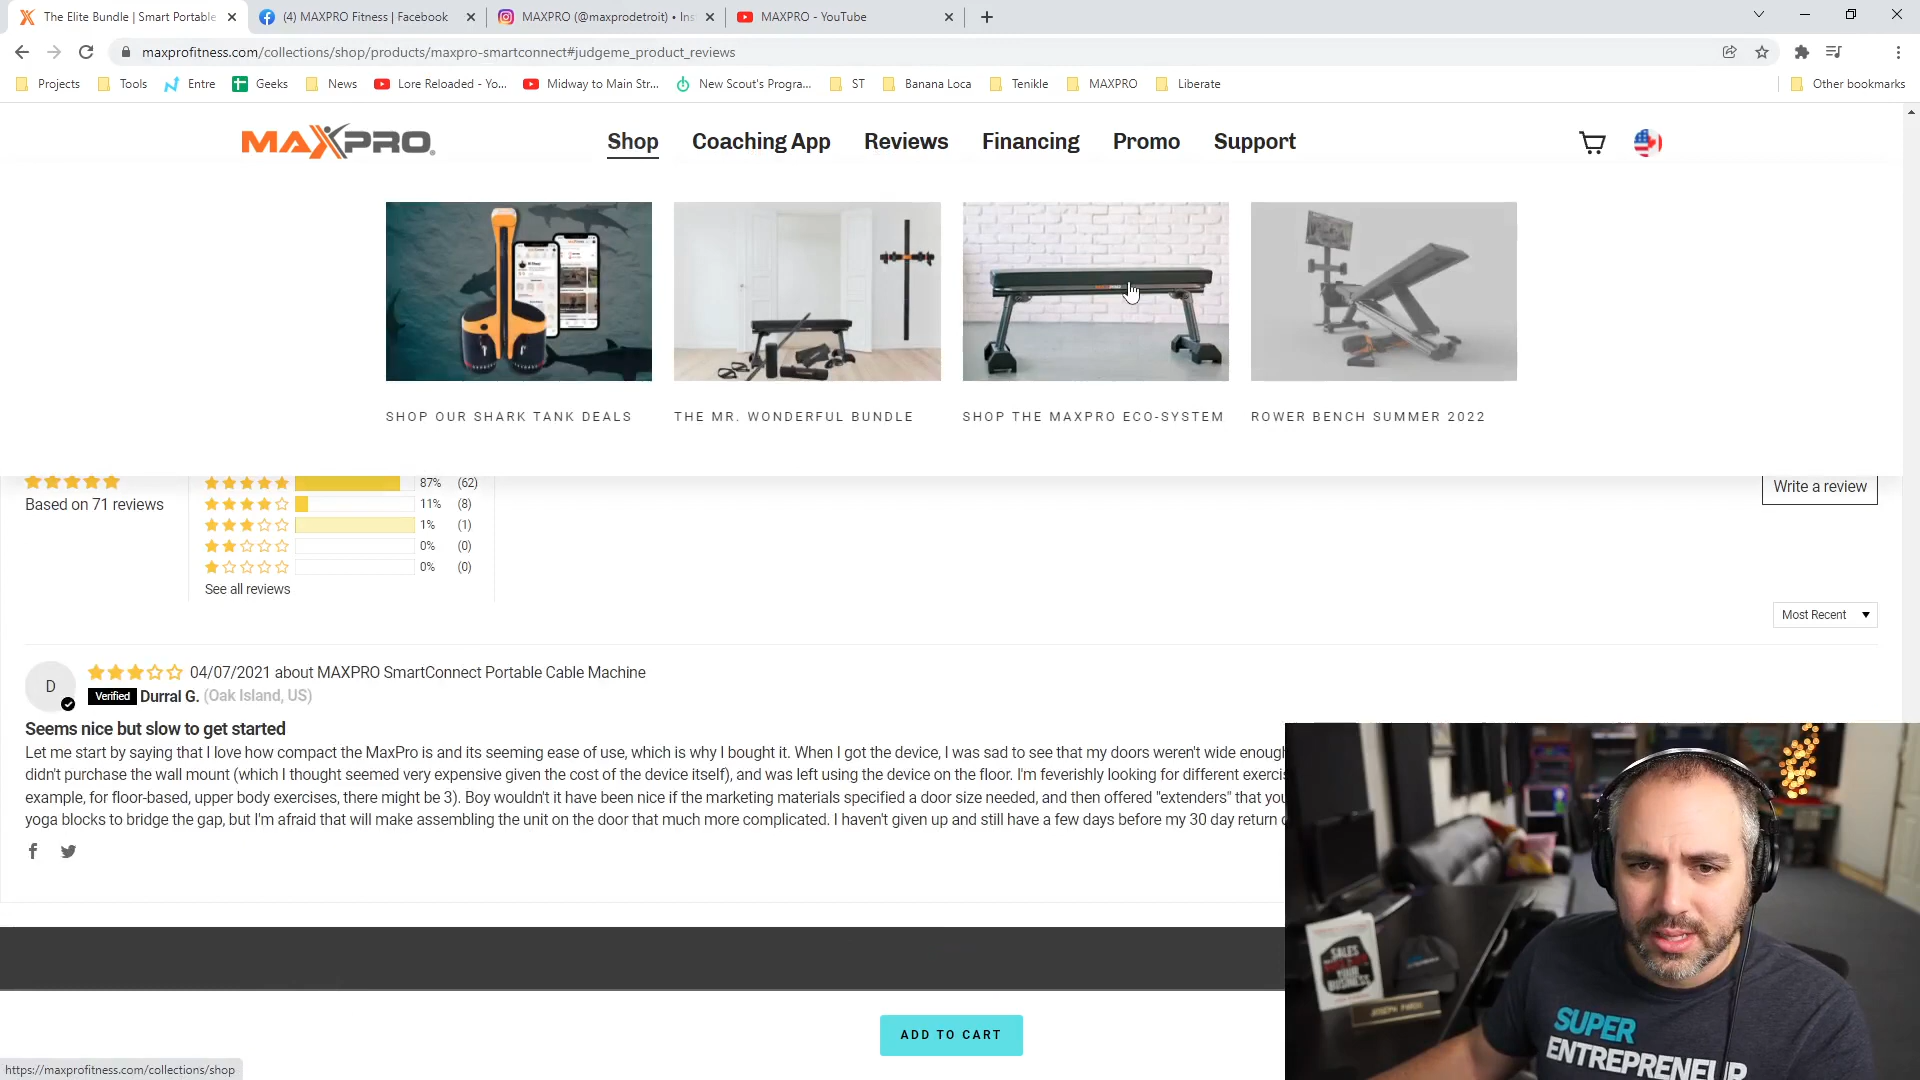 The Elite Bundle | Smart Portable
(4) MAXPRO Fitness | Facebook
MAXPRO (@maxprodetroit) • Ins
MAXPRO - YouTube
maxprofitness.com/collections/shop/products/maxpro-smartconnect#judgeme_product_reviews
Projects
Tools
Entre
Geeks
News
Lore Reloaded - Yo...
Midway to Main Str...
New Scout's Progra...
ST
Banana Loca
Tenikle
MAXPRO
Liberate
Other bookmarks
MAXPRO
Shop
Coaching App
Reviews
Financing
Promo
Support
SHOP OUR SHARK TANK DEALS
THE MR. WONDERFUL BUNDLE
SHOP THE MAXPRO ECO-SYSTEM
ROWER BENCH SUMMER 2022
Based on 71 reviews
87% (62)
11% (8)
1% (1)
0% (0)
0% (0)
See all reviews
Write a review
Most Recent
D
04/07/2021 about MAXPRO SmartConnect Portable Cable Machine
Verified Durral G. (Oak Island, US)
Seems nice but slow to get started
Let me start by saying that I love how compact the MaxPro is and its seeming ease of use, which is why I bought it. When I got the device, I was sad to see that my doors weren't wide enough
didn't purchase the wall mount (which I thought seemed very expensive given the cost of the device itself), and was left using the device on the floor. I'm feverishly looking for different exerci
example, for floor-based, upper body exercises, there might be 3). Boy wouldn't it have been nice if the marketing materials specified a door size needed, and then offered "extenders" that you
yoga blocks to bridge the gap, but I'm afraid that will make assembling the unit on the door that much more complicated. I haven't given up and still have a few days before my 30 day return
ADD TO CART
https://maxprofitness.com/collections/shop
SALES
YOUR
BUSINESS
JOSEPH
SUPER
ENTREPRENEUR